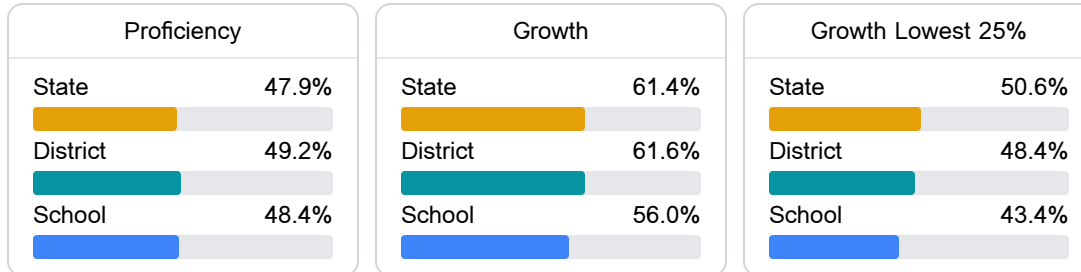 Proficiency
State 47.9%
District 49.2%
School 48.4%
Growth
State 61.4%
District 61.6%
School 56.0%
Growth Lowest 25%
State 50.6%
District 48.4%
School 43.4%